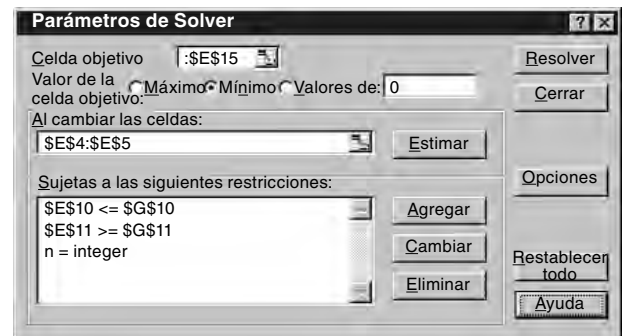 Parámetros de Solver
Celda objetivo :$E$15 Resolver
Valor de la celda objetivo: Máximo Mínimo Valores de: 0 Cerrar
Al cambiar las celdas:
$E$4:$E$5 Estimar
Opciones
Sujetas a las siguientes restricciones:
$E$10 <= $G$10 Agregar
$E$11 >= $G$11
n = integer Cambiar
Restablecer todo
Eliminar
Ayuda